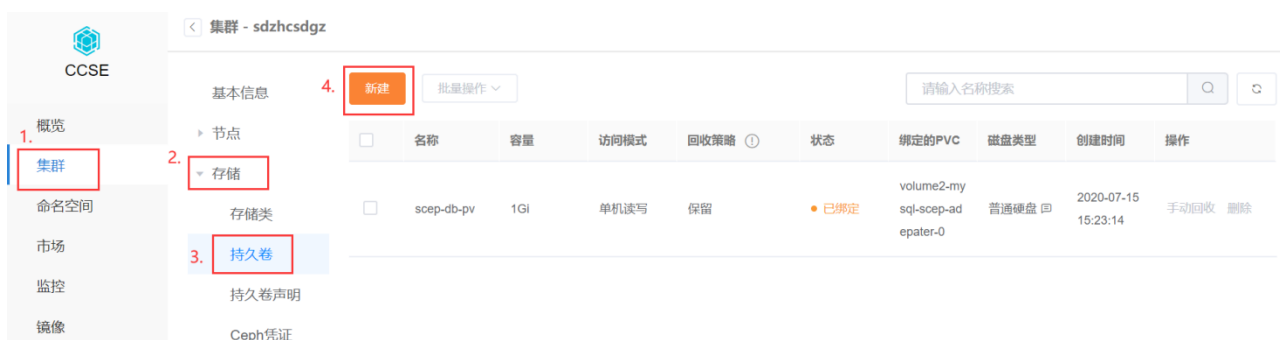 CCSE
概览
1.
集群
命名空间
市场
监控
镜像
集群 - sdzhcsdgz
基本信息
节点
2.
存储
存储类
3.
持久卷
持久卷声明
Ceph凭证
4.
新建
批量操作
请输入名称搜索
名称 容量 访问模式 回收策略 状态 绑定的PVC 磁盘类型 创建时间 操作
scep-db-pv 1Gi 单机读写 保留 已绑定 volume2-my 普通硬盘 2020-07-15 手动回收 删除
sql-scep-ad 15:23:14
epater-0